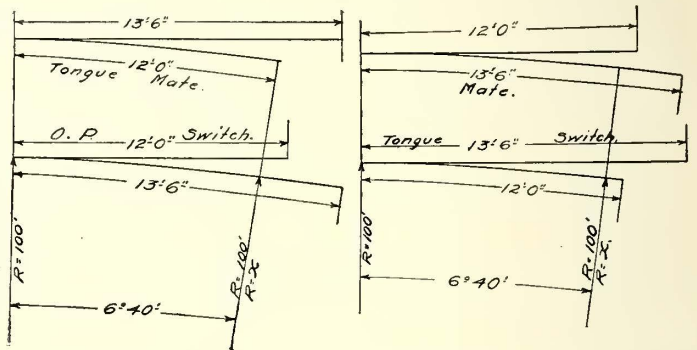 13'6"
12'0"
Tongue Mate.
O. P. Switch.
12'0"
13'6"
R=100'
R=100'
R=x
6°40'
12'0"
13'6"
Mate.
Tongue Switch.
13'6"
12'0"
R=100'
R=100'
R=x.
6°40'